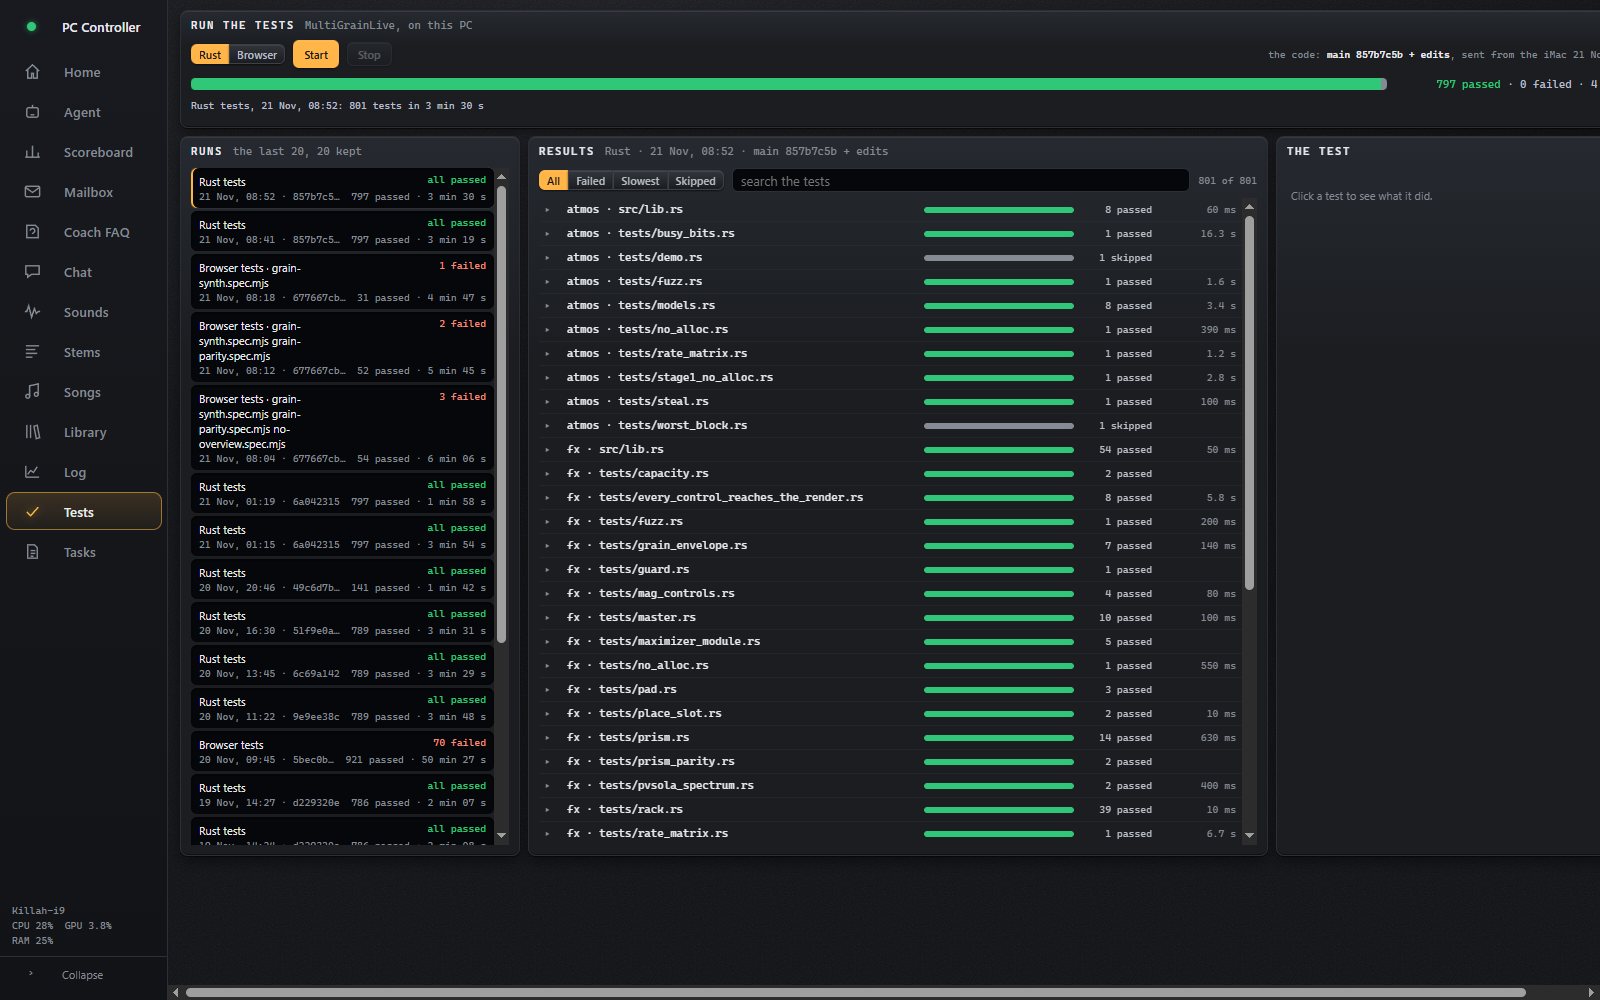 PC Controller
Home
Agent
Scoreboard
Mailbox
Coach FAQ
Chat
Sounds
Stems
Songs
Library
Log
Tests
Tasks
Killah-i9
CPU 28% GPU 3.8%
RAM 25%
Collapse
RUN THE TESTS MultiGrainLive, on this PC
Rust Browser Start Stop
the code: main 857b7c5b + edits, sent from the iMac 21 No
797 passed · 0 failed · 4
Rust tests, 21 Nov, 08:52: 801 tests in 3 min 30 s
RUNS the last 20, 20 kept
Rust tests all passed
21 Nov, 08:52 · 857b7c5… 797 passed · 3 min 30 s
Rust tests all passed
21 Nov, 08:41 · 857b7c5… 797 passed · 3 min 19 s
Browser tests · grain- 1 failed
synth.spec.mjs
21 Nov, 08:18 · 677667cb… 31 passed · 4 min 47 s
Browser tests · grain- 2 failed
synth.spec.mjs grain-
parity.spec.mjs
21 Nov, 08:12 · 677667cb… 52 passed · 5 min 45 s
Browser tests · grain- 3 failed
synth.spec.mjs grain-
parity.spec.mjs no-
overview.spec.mjs
21 Nov, 08:04 · 677667cb… 54 passed · 6 min 06 s
Rust tests all passed
21 Nov, 01:19 · 6a042315 797 passed · 1 min 58 s
Rust tests all passed
21 Nov, 01:15 · 6a042315 797 passed · 3 min 54 s
Rust tests all passed
20 Nov, 20:46 · 49c6d7b… 141 passed · 1 min 42 s
Rust tests all passed
20 Nov, 16:30 · 51f9e0a… 789 passed · 3 min 31 s
Rust tests all passed
20 Nov, 13:45 · 6c69a142 789 passed · 3 min 29 s
Rust tests all passed
20 Nov, 11:22 · 9e9ee38c 789 passed · 3 min 48 s
Browser tests 70 failed
20 Nov, 09:45 · 5bec0b… 921 passed · 50 min 27 s
Rust tests all passed
19 Nov, 14:27 · d229320e 786 passed · 2 min 07 s
Rust tests all passed
RESULTS Rust · 21 Nov, 08:52 · main 857b7c5b + edits
All Failed Slowest Skipped search the tests 801 of 801
atmos · src/lib.rs 8 passed 60 ms
atmos · tests/busy_bits.rs 1 passed 16.3 s
atmos · tests/demo.rs 1 skipped
atmos · tests/fuzz.rs 1 passed 1.6 s
atmos · tests/models.rs 8 passed 3.4 s
atmos · tests/no_alloc.rs 1 passed 390 ms
atmos · tests/rate_matrix.rs 1 passed 1.2 s
atmos · tests/stage1_no_alloc.rs 1 passed 2.8 s
atmos · tests/steal.rs 1 passed 100 ms
atmos · tests/worst_block.rs 1 skipped
fx · src/lib.rs 54 passed 50 ms
fx · tests/capacity.rs 2 passed
fx · tests/every_control_reaches_the_render.rs 8 passed 5.8 s
fx · tests/fuzz.rs 1 passed 200 ms
fx · tests/grain_envelope.rs 7 passed 140 ms
fx · tests/guard.rs 1 passed
fx · tests/mag_controls.rs 4 passed 80 ms
fx · tests/master.rs 10 passed 100 ms
fx · tests/maximizer_module.rs 5 passed
fx · tests/no_alloc.rs 1 passed 550 ms
fx · tests/pad.rs 3 passed
fx · tests/place_slot.rs 2 passed 10 ms
fx · tests/prism.rs 14 passed 630 ms
fx · tests/prism_parity.rs 2 passed
fx · tests/pvsola_spectrum.rs 2 passed 400 ms
fx · tests/rack.rs 39 passed 10 ms
fx · tests/rate_matrix.rs 1 passed 6.7 s
THE TEST
Click a test to see what it did.